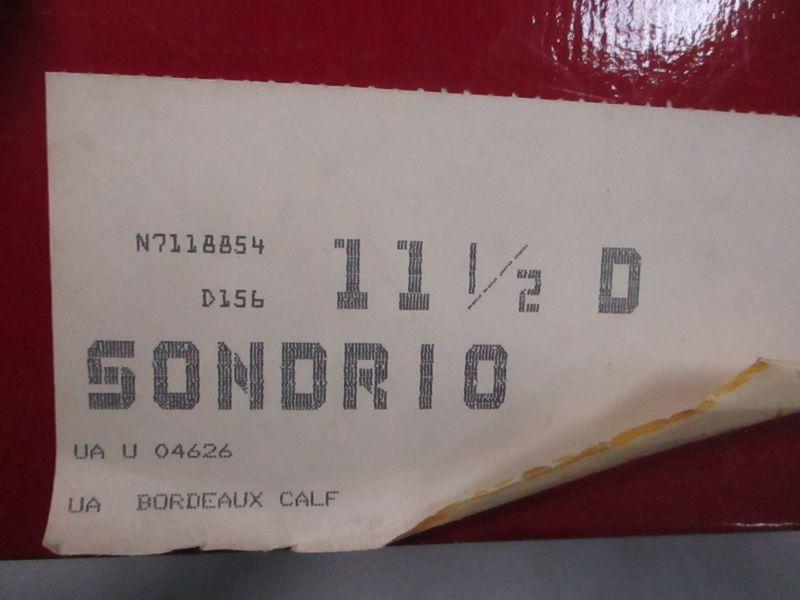 N7118854 11 1/2 D
D156
SONDRIO
UA U 04626
UA BORDEAUX CALF